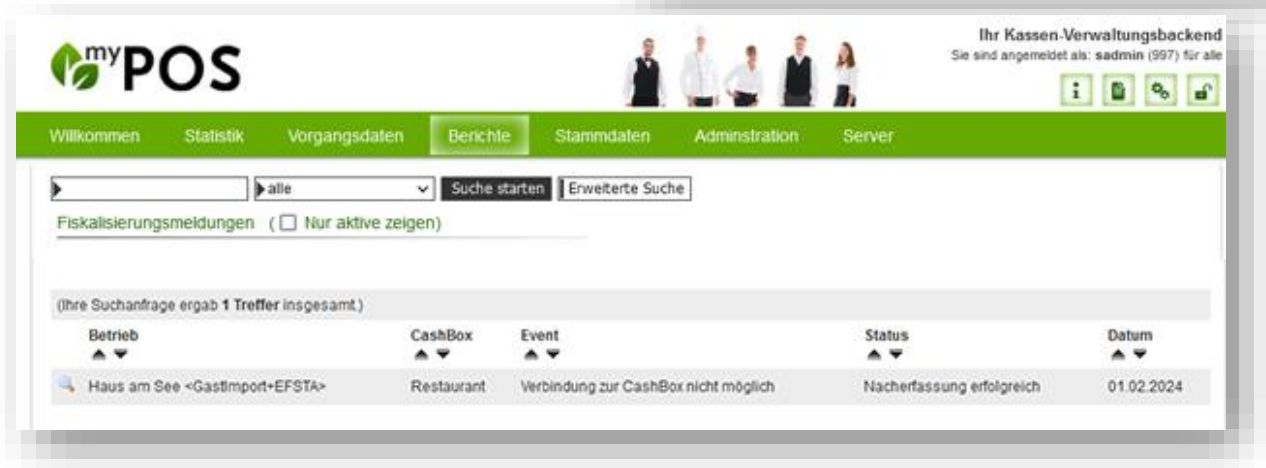 myPOS
Ihr Kassen-Verwaltungsbackend
Sie sind angemeldet als: sadmin (997) für alle
Willkommen Statistik Vorgangsdaten Berichte Stammdaten Adminstration Server
alle Suche starten Erweiterte Suche
Fiskalisierungsmeldungen ( Nur aktive zeigen)
(Ihre Suchanfrage ergab 1 Treffer insgesamt.)
Betrieb CashBox Event Status Datum
Haus am See <GastImport+EFSTA> Restaurant Verbindung zur CashBox nicht möglich Nacherfassung erfolgreich 01.02.2024